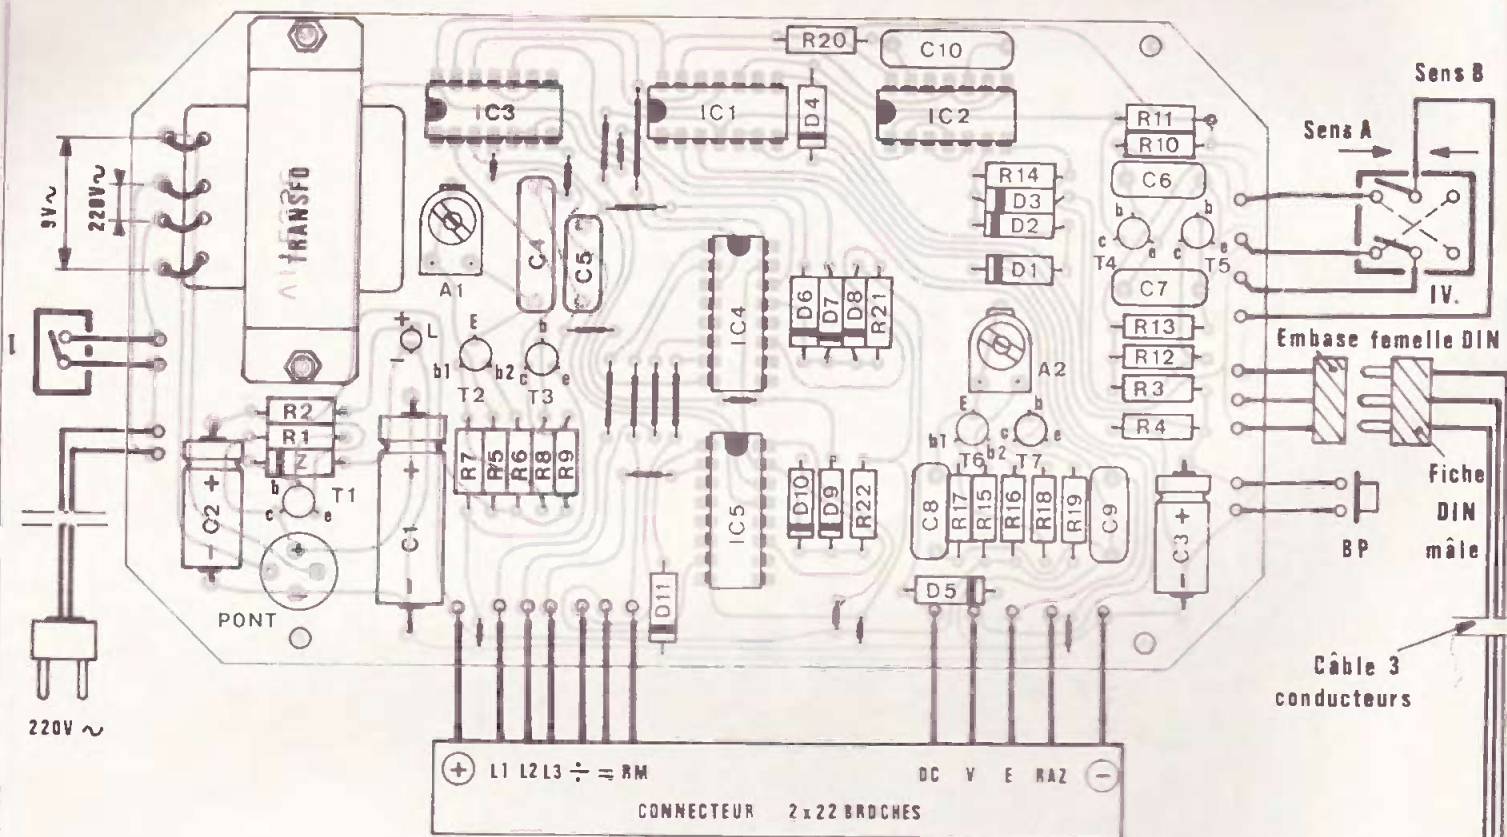 R20
C10
Sens B
IC3
IC1
D4
IC2
R11
R10
Sens A
R14
D3
D2
C6
b
c
e
T4
b
c
e
T5
9V~
220V~
TRANSFO
A1
C4
C5
D1
C7
IV.
IC4
D6
D7
D8
R21
R13
R12
R3
R4
A2
Embase femelle DIN
I
+
L
-
E
b1
b2
T2
b
c
e
T3
R2
R1
Z
b
c
e
T1
R7
R5
R6
R8
R9
E
b1
b2
T6
b
c
e
T7
+
C2
-
+
C1
-
IC5
D10
D9
R22
C8
R17
R15
R16
R18
R19
C9
C3 +
-
Fiche
DIN
mâle
BP
+
PONT
D11
D5
220V ~
Câble 3
conducteurs
+ L1 L2 L3 ÷ = RM DC V E RAZ -
CONNECTEUR 2x22 BROCHES